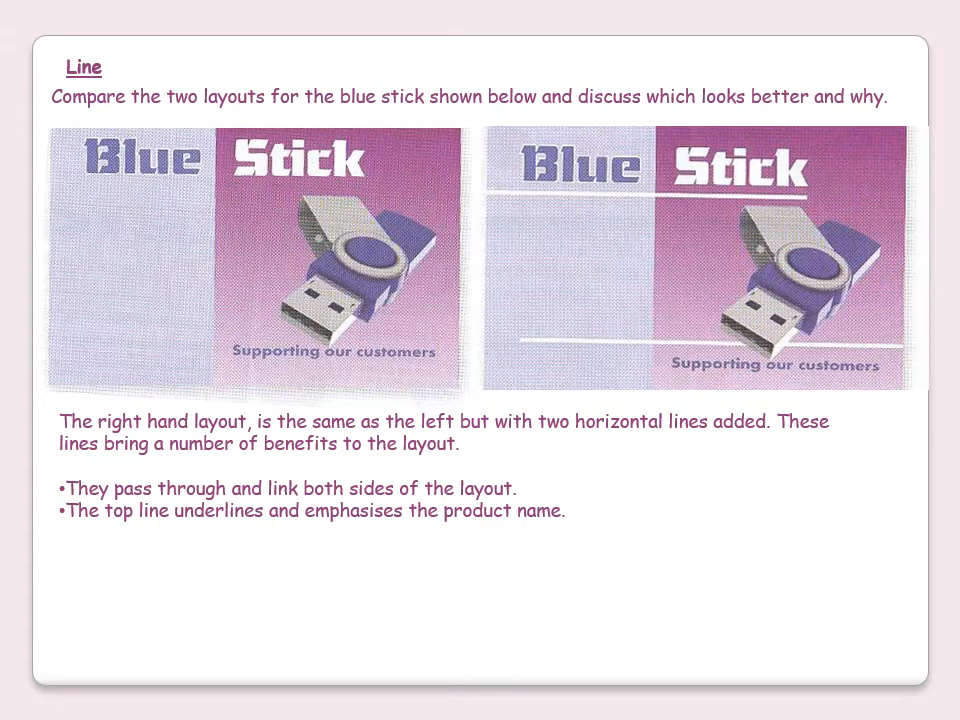 Line
Compare the two layouts for the blue stick shown below and discuss which looks better and why.
Blue Stick
Supporting our customers
Blue Stick
Supporting our customers
The right hand layout, is the same as the left but with two horizontal lines added. These
lines bring a number of benefits to the layout.
•They pass through and link both sides of the layout.
•The top line underlines and emphasises the product name.